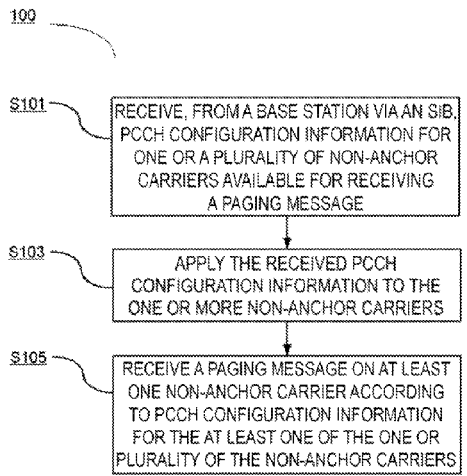 100
S101
RECEIVE, FROM A BASE STATION VIA AN SIB,
PCCH CONFIGURATION INFORMATION FOR
ONE OR A PLURALITY OF NON-ANCHOR
CARRIERS AVAILABLE FOR RECEIVING
A PAGING MESSAGE
S103
APPLY THE RECEIVED PCCH
CONFIGURATION INFORMATION TO THE
ONE OR MORE NON-ANCHOR CARRIERS
S105
RECEIVE A PAGING MESSAGE ON AT LEAST
ONE NON-ANCHOR CARRIER ACCORDING
TO PCCH CONFIGURATION INFORMATION
FOR THE AT LEAST ONE OF THE ONE OR
PLURALITY OF THE NON-ANCHOR CARRIERS